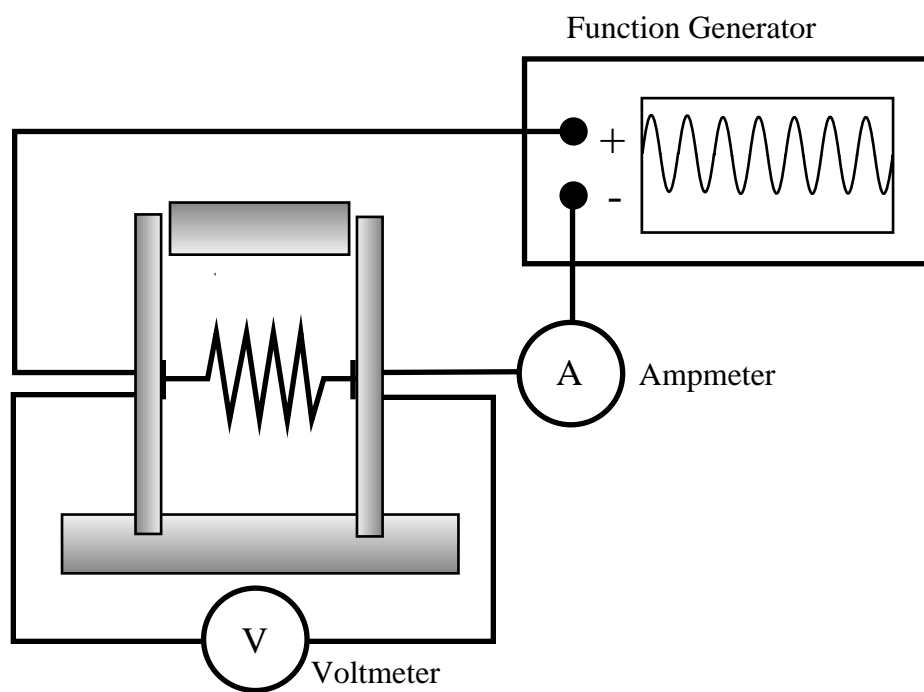 Function Generator
+
-
A
Ampmeter
V
Voltmeter